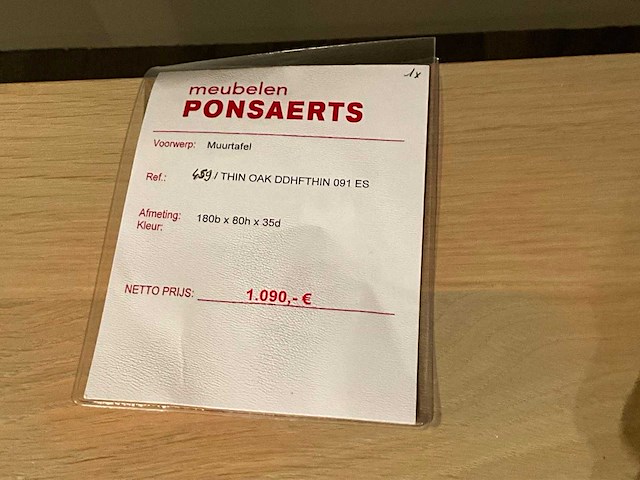 1x
meubelen
PONSAERTS
Voorwerp: Muurtafel
Ref.: 459 / THIN OAK DDHFTHIN 091 ES
Afmeting: 180b x 80h x 35d
Kleur:
NETTO PRIJS: 1.090,- €